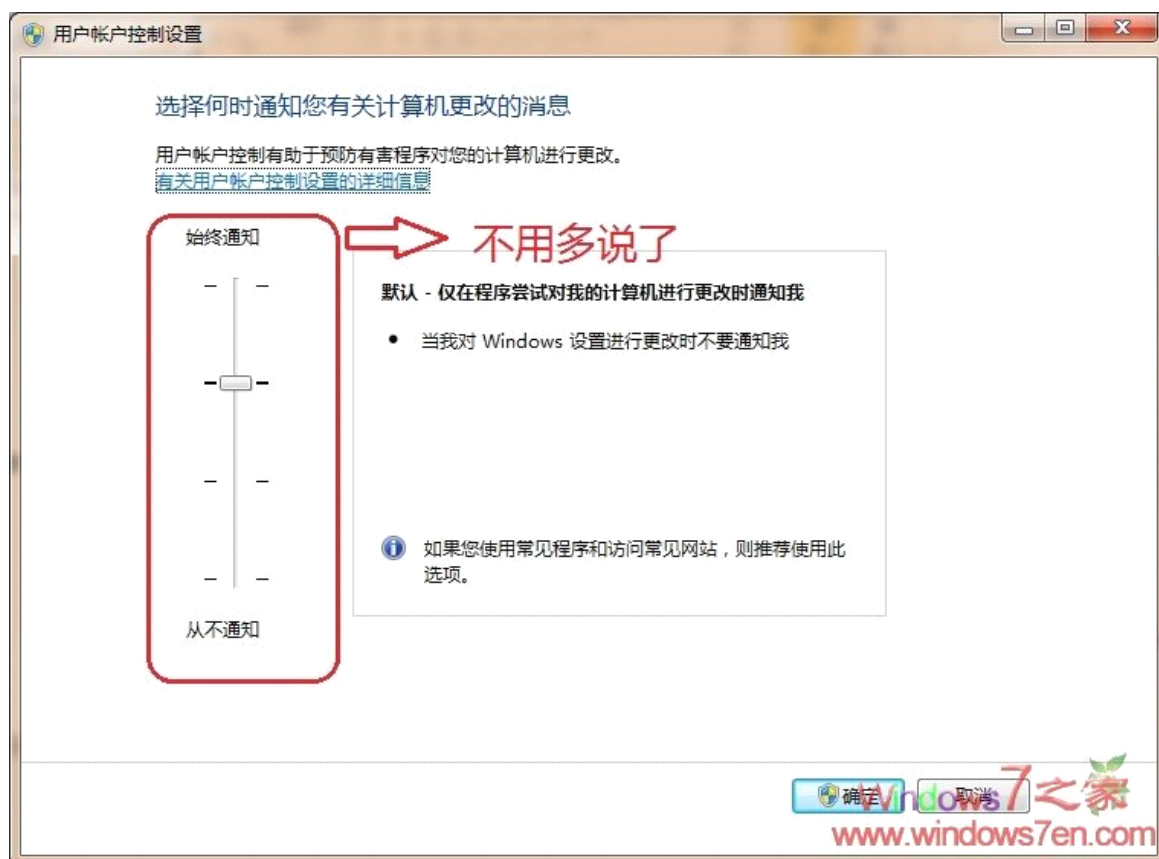 用户帐户控制设置
选择何时通知您有关计算机更改的消息
用户帐户控制有助于预防有害程序对您的计算机进行更改。
有关用户帐户控制设置的详细信息
始终通知
不用多说了
默认 - 仅在程序尝试对我的计算机进行更改时通知我
• 当我对 Windows 设置进行更改时不要通知我
如果您使用常见程序和访问常见网站，则推荐使用此
选项。
从不通知
确定
取消
Windows7之家
www.windows7en.com